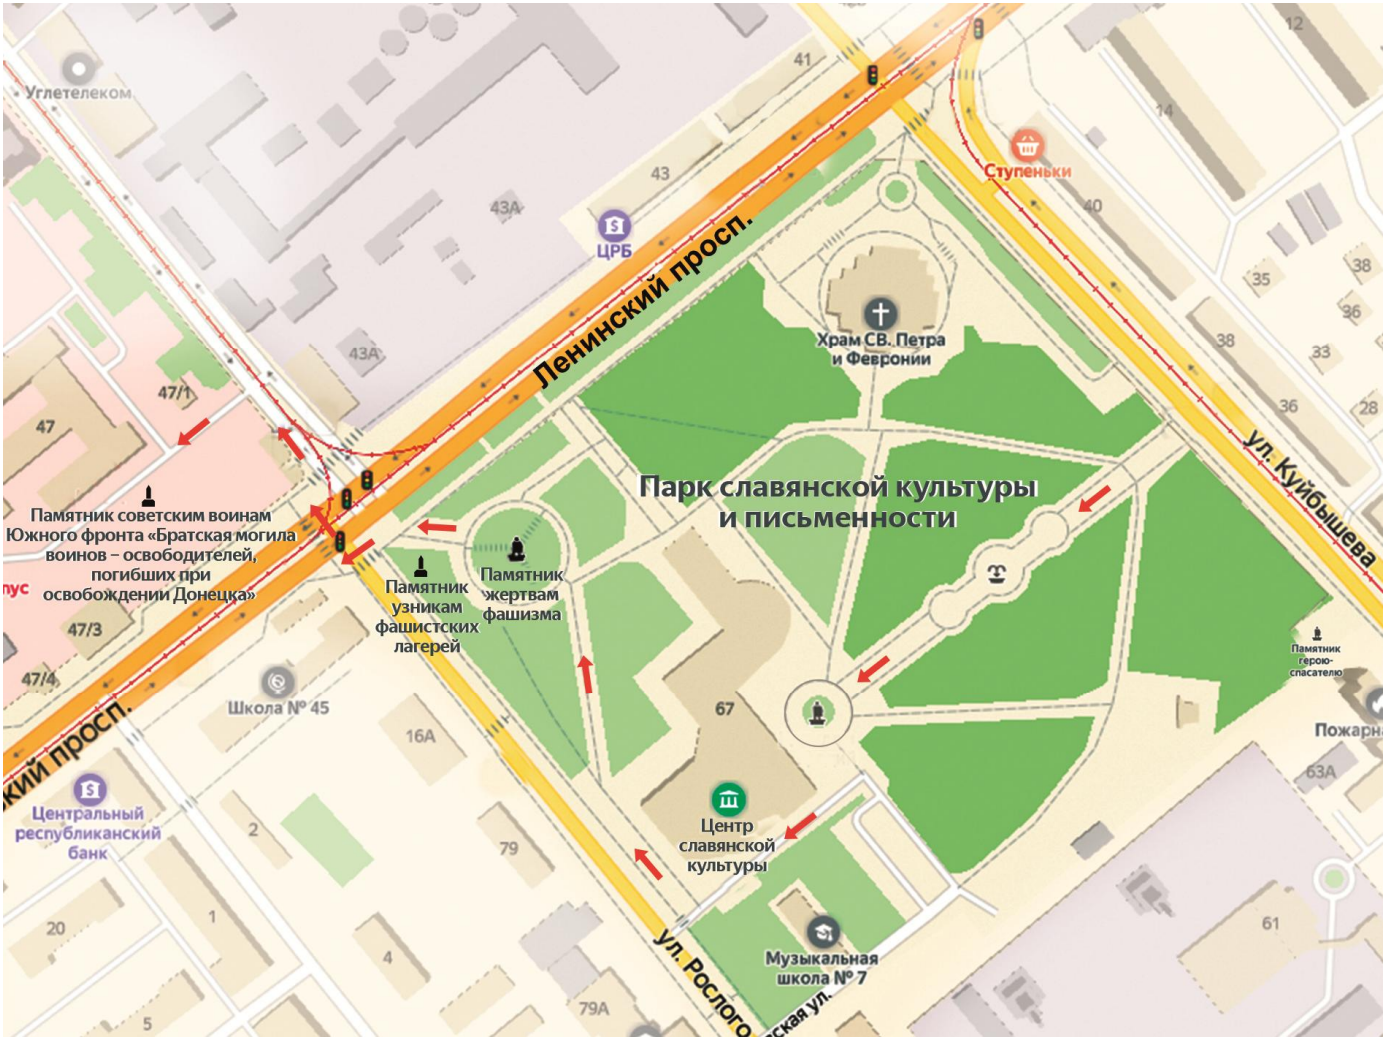 12
41
Углетелеком
14
Ступеньки
43
43А
40
ЦРБ
35
38
Ленинский просп.
36
Храм СВ. Петра
и Февронии
43А
38
33
47/1
36
28
47
ул. Куйбышева
Парк славянской культуры
и письменности
Памятник советским воинам
Южного фронта «Братская могила
воинов – освободителей,
погибших при
освобождении Донецка»
пус
Памятник
узникам
фашистских
лагерей
Памятник
жертвам
фашизма
47/3
Памятник
герою-
спасателю
47/4
Школа № 45
67
16А
Пожарна
кий просп.
63А
Центральный
республиканский
банк
2
79
Центр
славянской
культуры
20
1
4
61
ул. Рослого
Музыкальная
школа № 7
79А
5
ская ул.